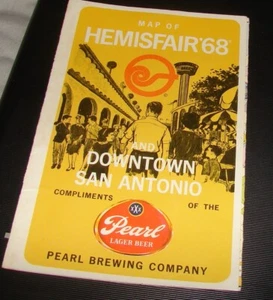 MAP OF
HEMISFAIR'68
AND
DOWNTOWN
SAN ANTONIO
COMPLIMENTS OF THE
XXX
Pearl
LAGER BEER
PEARL BREWING COMPANY